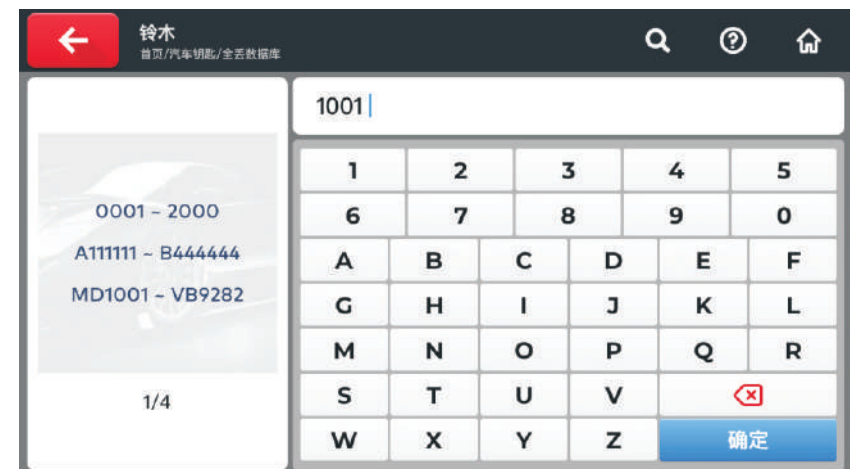 铃木
首页/汽车钥匙/全丢数据库
1001
0001 ~ 2000
A111111 ~ B444444
MD1001 ~ VB9282
1/4
1 2 3 4 5
6 7 8 9 0
A B C D E F
G H I J K L
M N O P Q R
S T U V
W X Y Z 确定